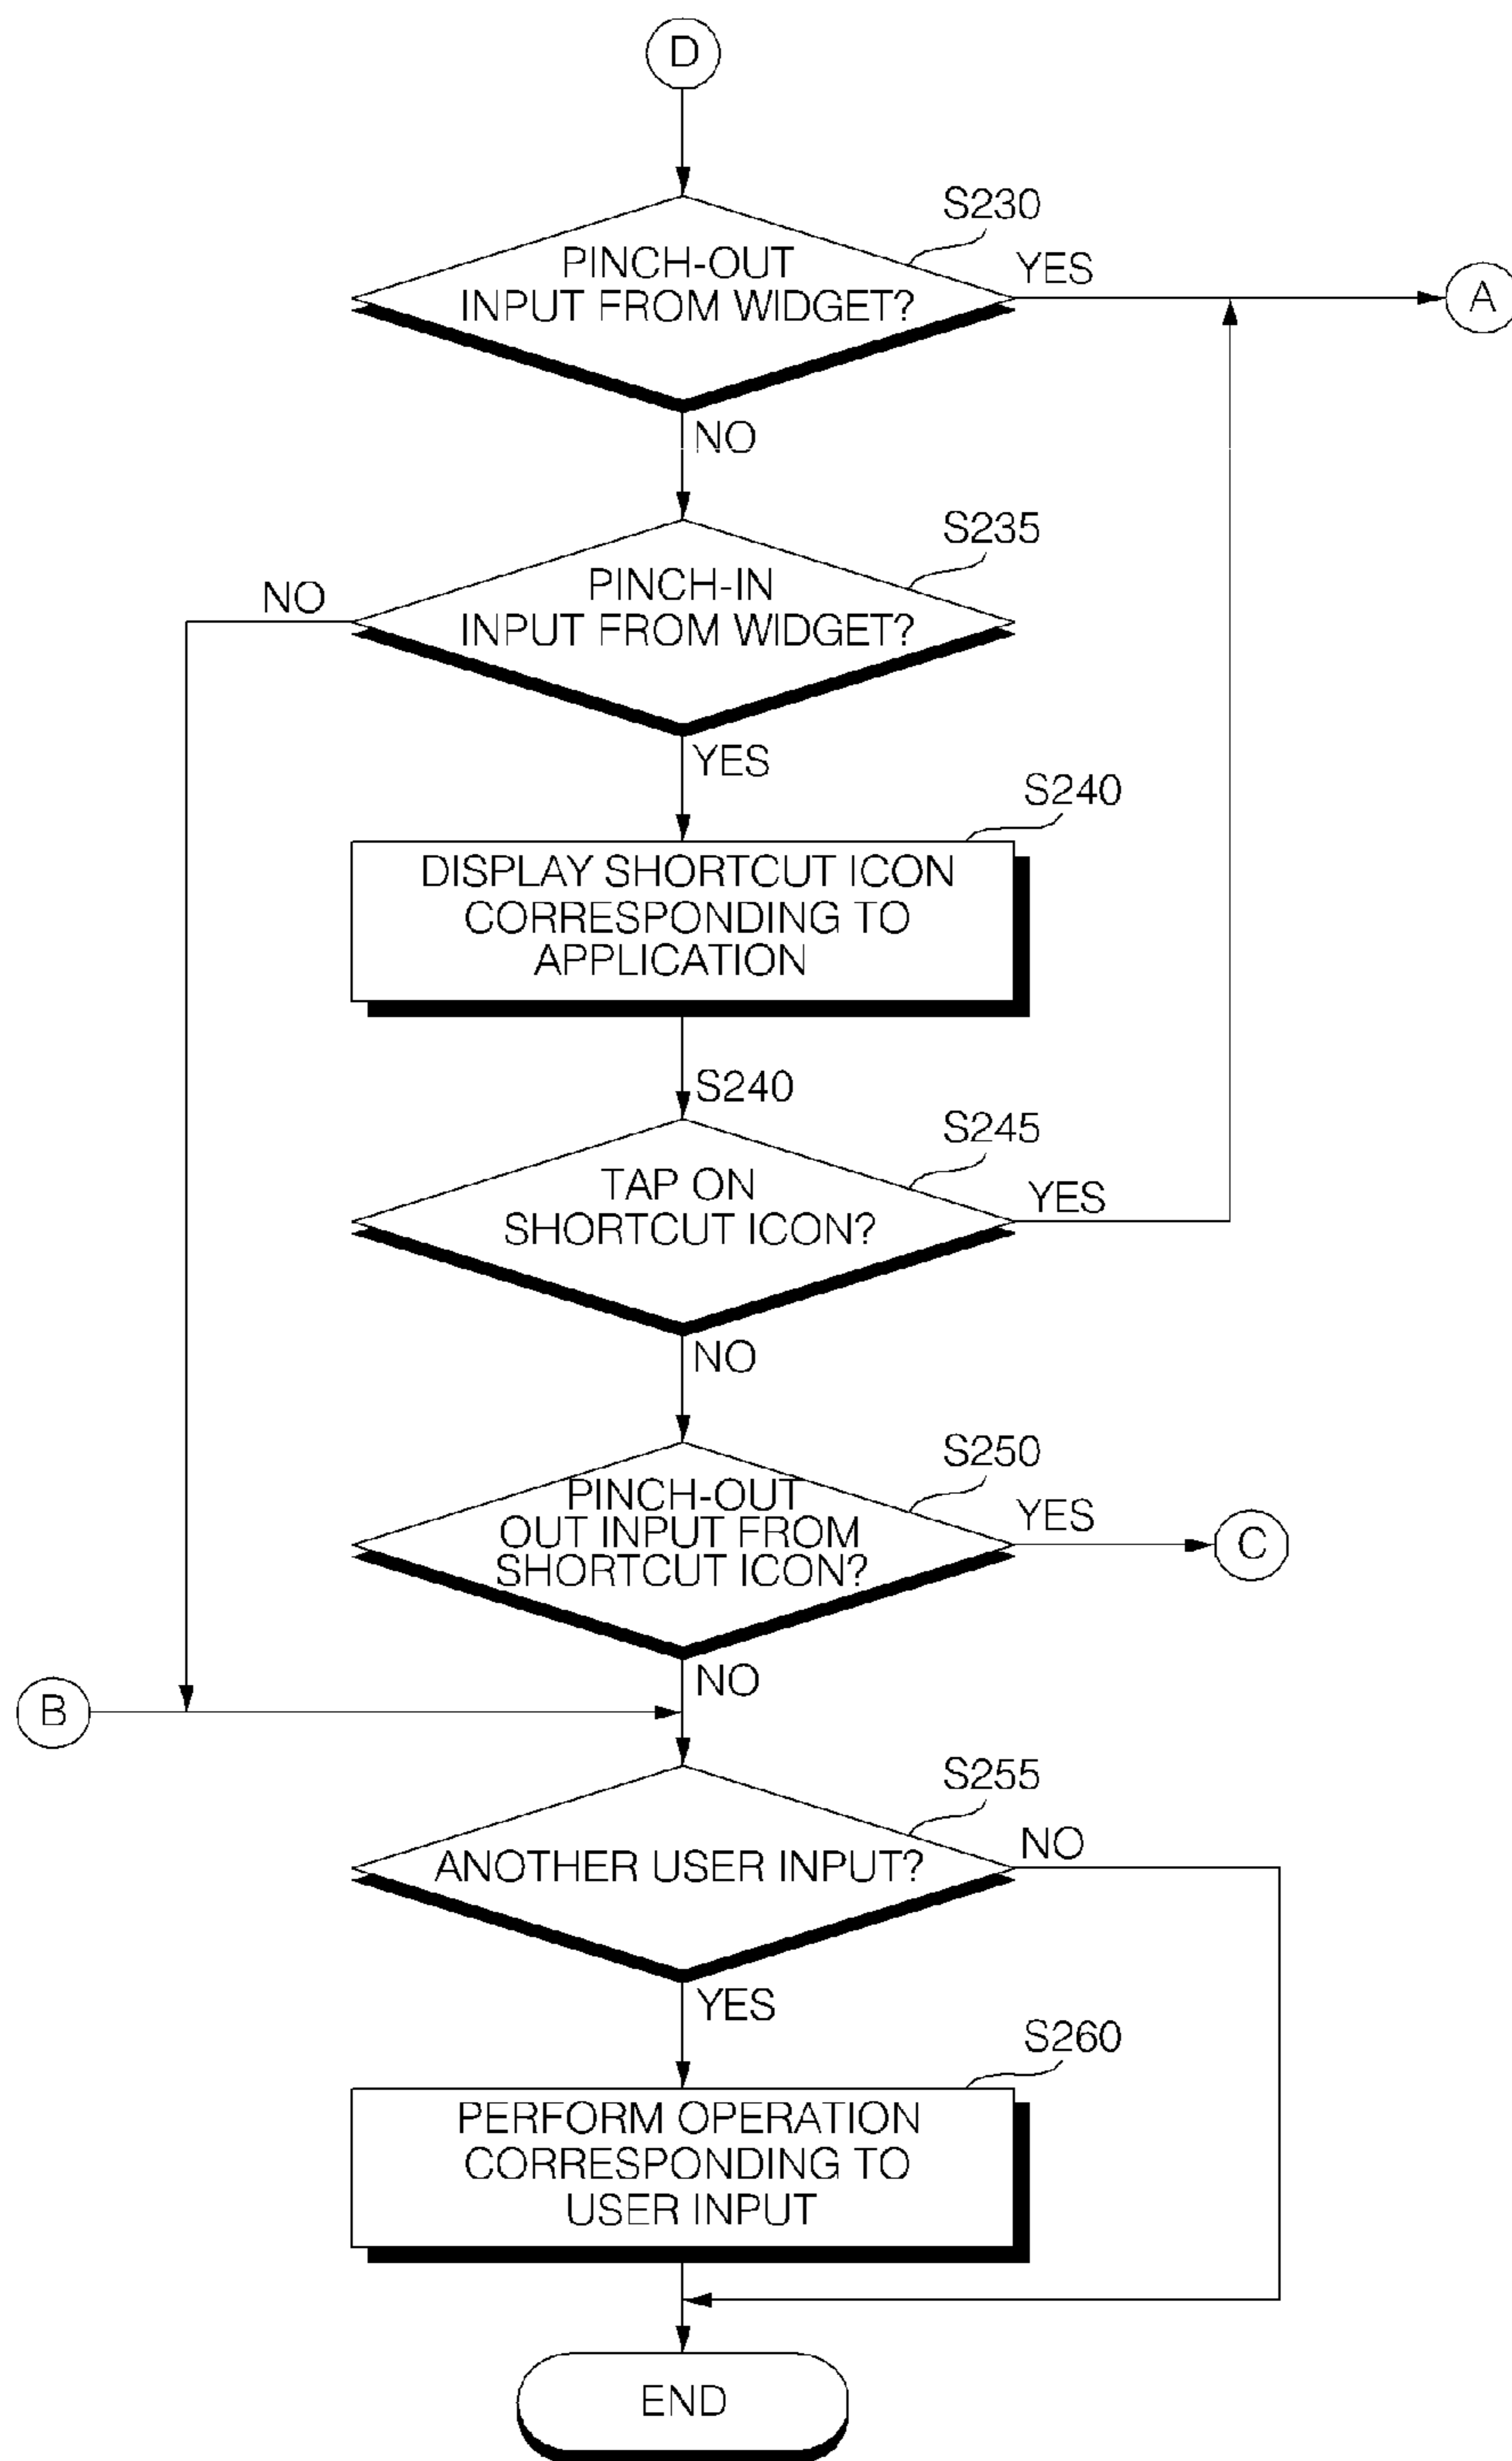 D
S230
PINCH-OUT
INPUT FROM WIDGET?
YES
A
NO
S235
PINCH-IN
INPUT FROM WIDGET?
NO
YES
S240
DISPLAY SHORTCUT ICON
CORRESPONDING TO
APPLICATION
S240
S245
TAP ON
SHORTCUT ICON?
YES
NO
S250
PINCH-OUT
OUT INPUT FROM
SHORTCUT ICON?
YES
C
NO
B
S255
ANOTHER USER INPUT?
NO
YES
S260
PERFORM OPERATION
CORRESPONDING TO
USER INPUT
END